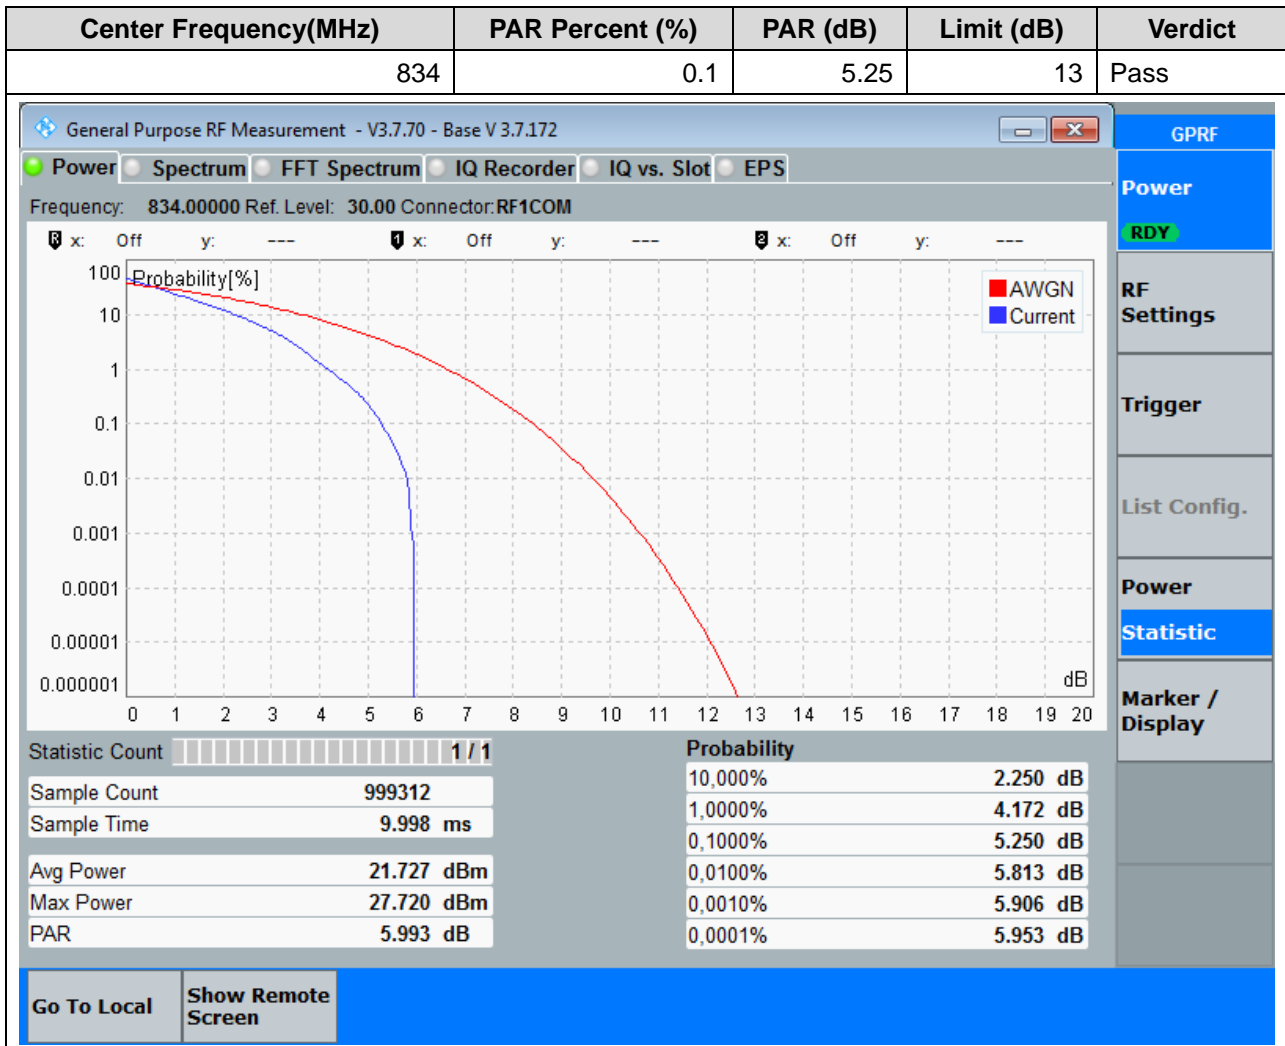 Center Frequency(MHz) PAR Percent (%) PAR (dB) Limit (dB) Verdict
834 0.1 5.25 13 Pass
General Purpose RF Measurement - V3.7.70 - Base V 3.7.172
GPRF
Power Spectrum FFT Spectrum IQ Recorder IQ vs. Slot EPS
Power
RDY
Frequency: 834.00000 Ref. Level: 30.00 Connector: RF1COM
R x: Off y: --- 1 x: Off y: --- 2 x: Off y: ---
Probability[%]
100
10
1
0.1
0.01
0.001
0.0001
0.00001
0.000001
AWGN
Current
dB
0 1 2 3 4 5 6 7 8 9 10 11 12 13 14 15 16 17 18 19 20
RF
Settings
Trigger
List Config.
Power
Statistic
Marker /
Display
Statistic Count 1 / 1
Sample Count 999312
Sample Time 9.998 ms
Avg Power 21.727 dBm
Max Power 27.720 dBm
PAR 5.993 dB
Probability
10,000% 2.250 dB
1,0000% 4.172 dB
0,1000% 5.250 dB
0,0100% 5.813 dB
0,0010% 5.906 dB
0,0001% 5.953 dB
Go To Local
Show Remote
Screen